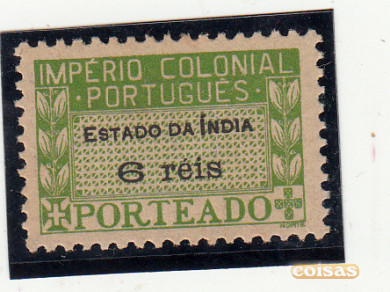 IMPÉRIO COLONIAL
· PORTUGUÊS ·
ESTADO DA ÍNDIA
6 réis
PORTEADO
coisas